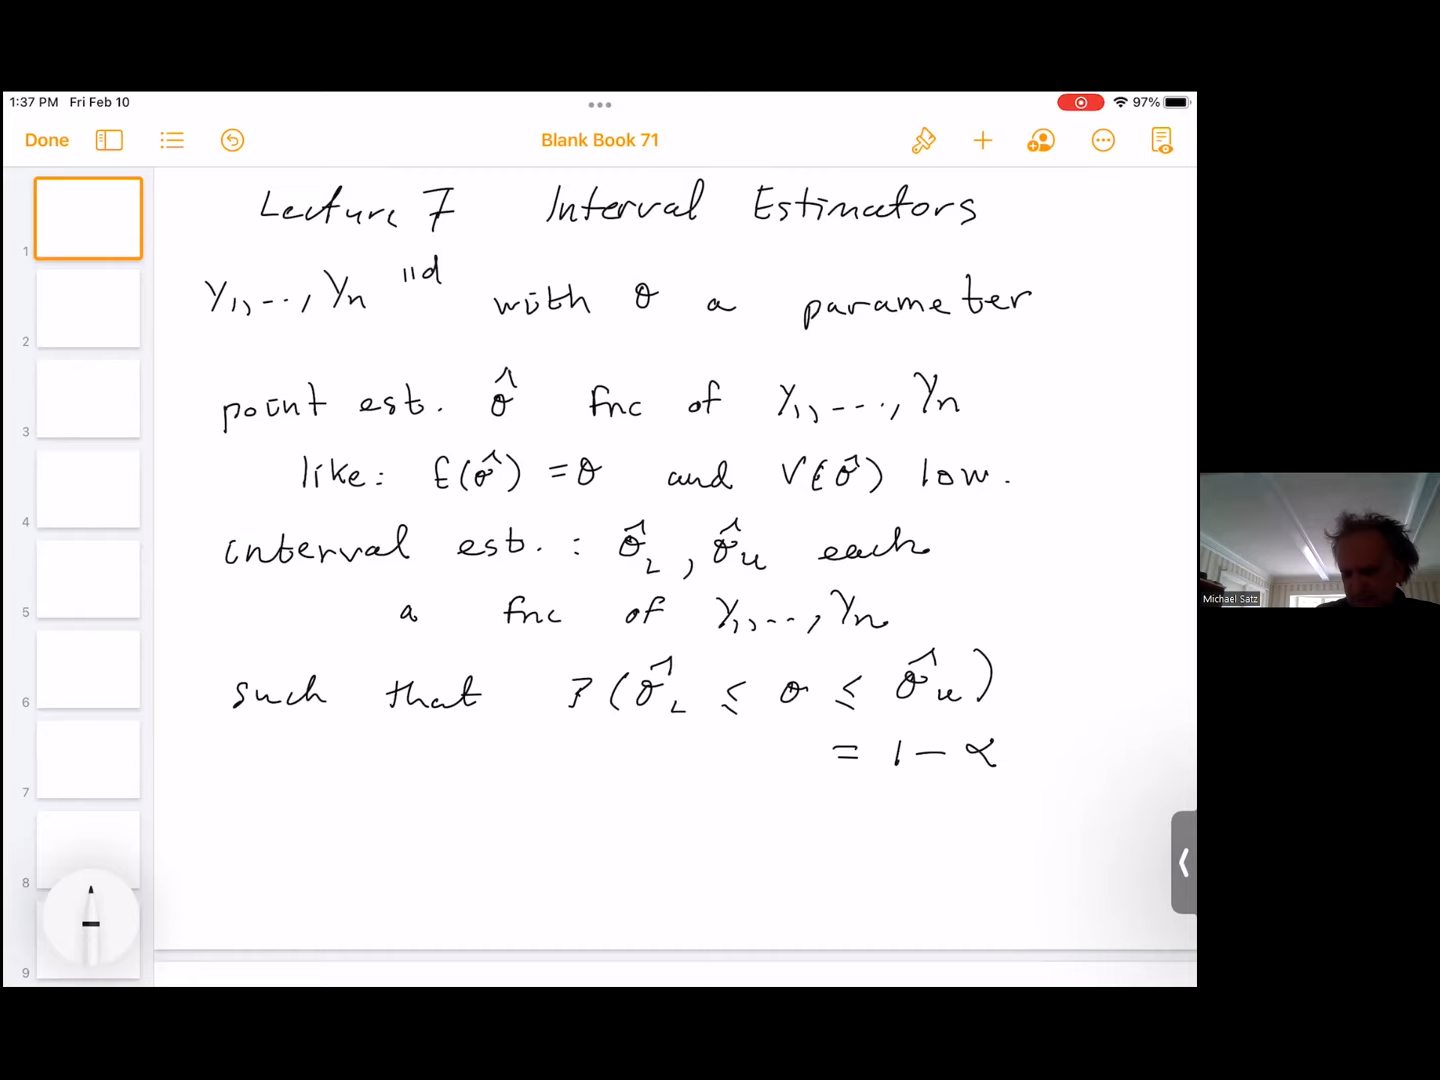 1:37 PM Fri Feb 10
97%
Done
Blank Book 71
Lecture 7 Interval Estimators
Y₁, ..., Yₙ iid with θ a parameter
point est. θ̂ fnc of Y₁, ..., Yₙ
like: E(θ̂) = θ and V(θ̂) low.
interval est. : θ̂_L, θ̂_u each
a fnc of Y₁, ..., Yₙ
such that P(θ̂_L ≤ θ ≤ θ̂_u)
= 1 − α
1
2
3
4
5
6
7
8
9
Michael Satz